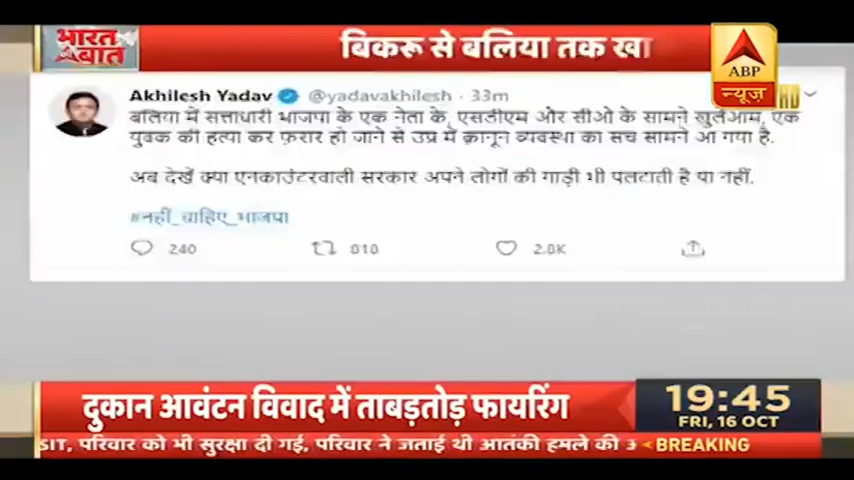 भारत की बात
बिकरू से बलिया तक
ABP
न्यूज़
HD
Akhilesh Yadav @yadavakhilesh · 33m
बलिया में सत्ताधारी भाजपा के एक नेता के, एसडीएम और सीओ के सामने खुलेआम, एक
युवक की हत्या कर फ़रार हो जाने से उप्र में क़ानून व्यवस्था का सच सामने आ गया है.
अब देखें क्या एनकाउंटरवाली सरकार अपने लोगों की गाड़ी भी पलटाती है या नहीं.
#नहीं_चाहिए_भाजपा
240 818 2.8K
दुकान आवंटन विवाद में ताबड़तोड़ फायरिंग
19:45
FRI, 16 OCT
SIT, परिवार को भी सुरक्षा दी गई, परिवार ने जताई थी आतंकी हमले की
BREAKING